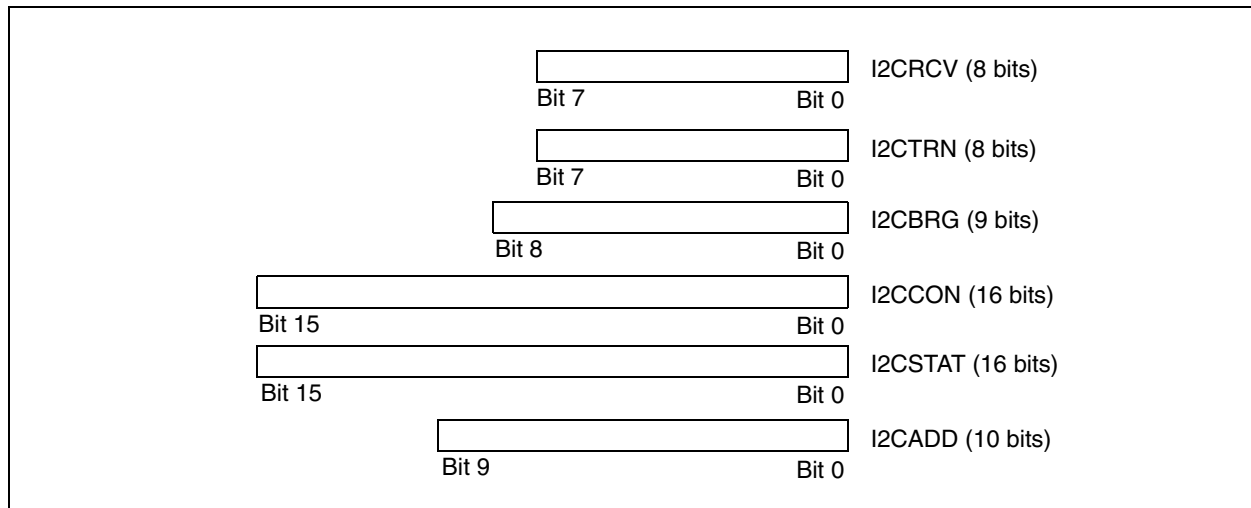 I2CRCV (8 bits)
Bit 7 Bit 0
I2CTRN (8 bits)
Bit 7 Bit 0
I2CBRG (9 bits)
Bit 8 Bit 0
I2CCON (16 bits)
Bit 15 Bit 0
I2CSTAT (16 bits)
Bit 15 Bit 0
I2CADD (10 bits)
Bit 9 Bit 0